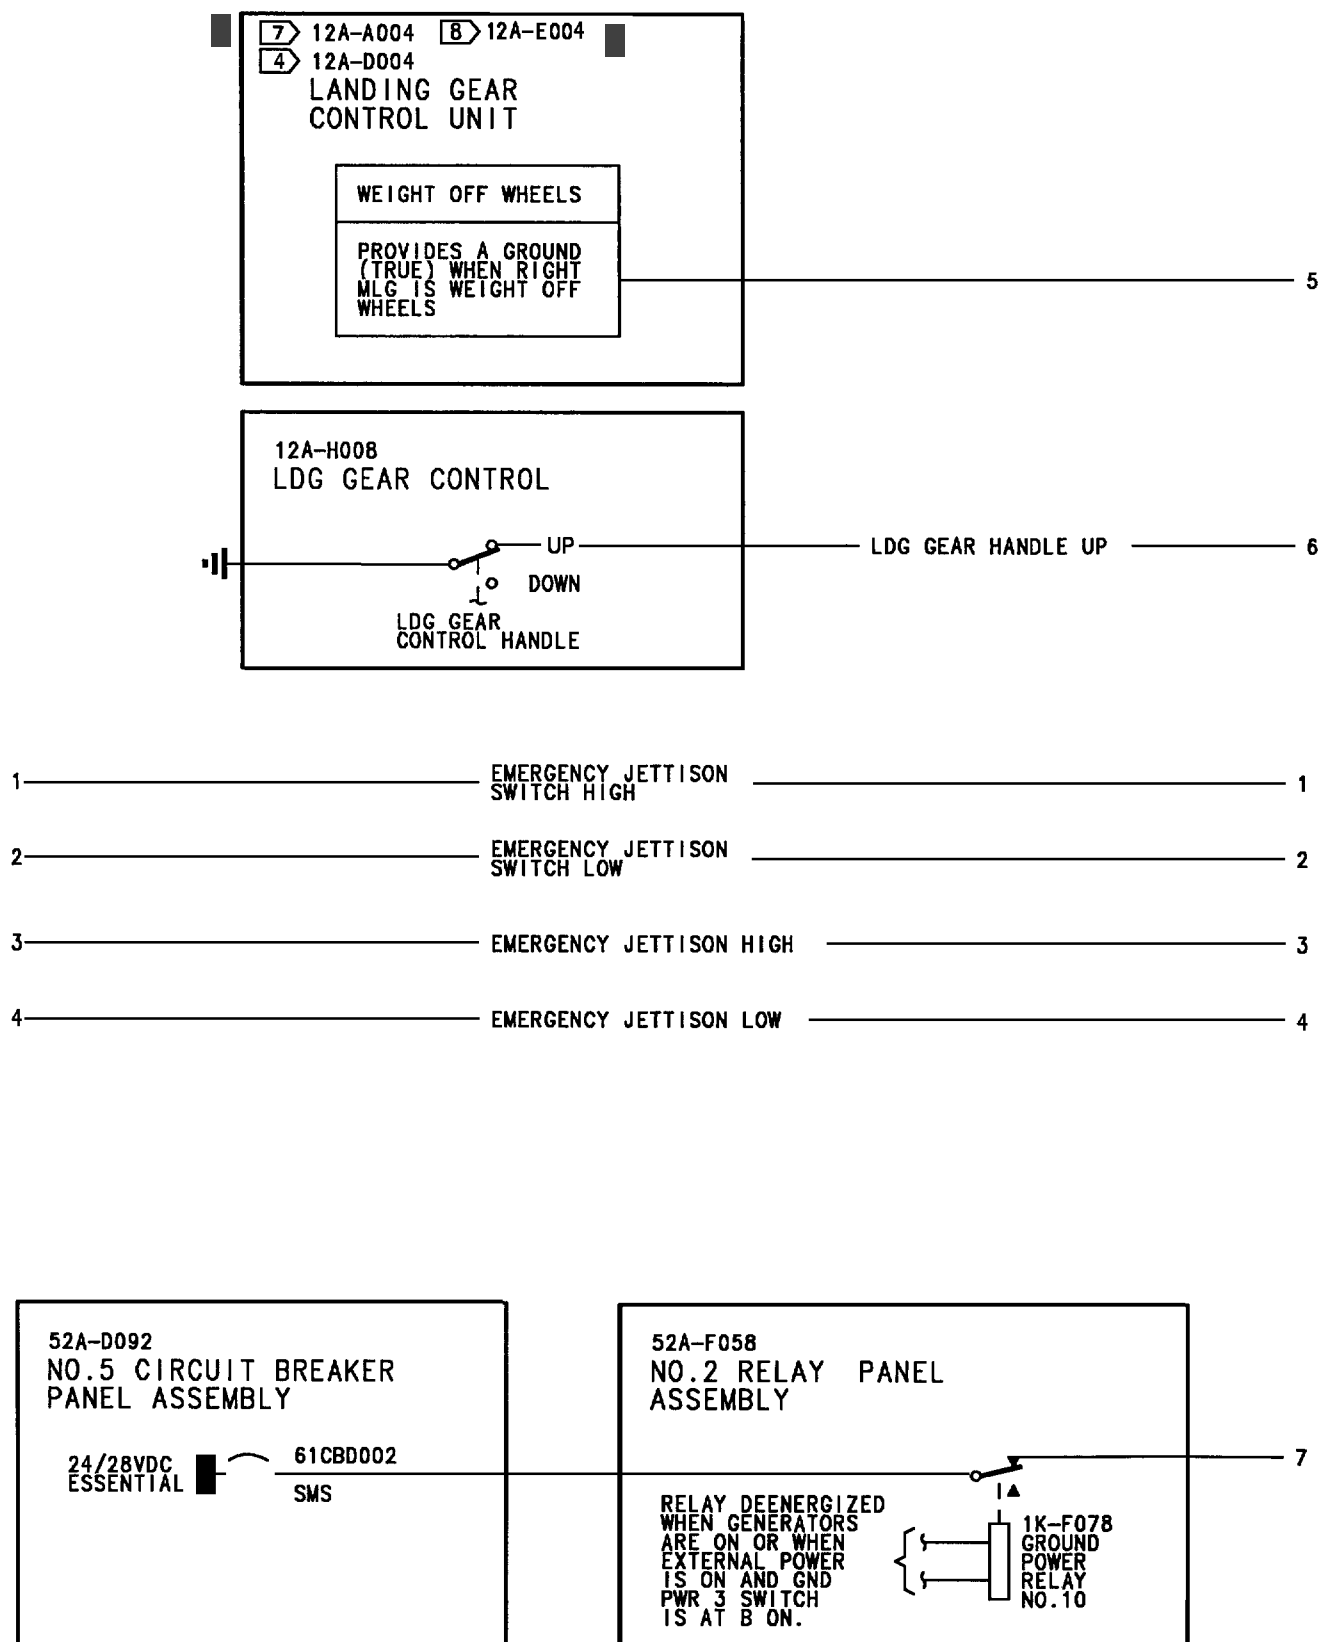 7 12A-A004 8 12A-E004
4 12A-D004
LANDING GEAR
CONTROL UNIT
WEIGHT OFF WHEELS
PROVIDES A GROUND
(TRUE) WHEN RIGHT
MLG IS WEIGHT OFF
WHEELS
5
12A-H008
LDG GEAR CONTROL
UP
LDG GEAR HANDLE UP
6
DOWN
LDG GEAR
CONTROL HANDLE
1
EMERGENCY JETTISON
SWITCH HIGH
1
2
EMERGENCY JETTISON
SWITCH LOW
2
3
EMERGENCY JETTISON HIGH
3
4
EMERGENCY JETTISON LOW
4
52A-D092
NO.5 CIRCUIT BREAKER
PANEL ASSEMBLY
24/28VDC
ESSENTIAL
61CBD002
SMS
52A-F058
NO.2 RELAY PANEL
ASSEMBLY
7
RELAY DEENERGIZED
WHEN GENERATORS
ARE ON OR WHEN
EXTERNAL POWER
IS ON AND GND
PWR 3 SWITCH
IS AT B ON.
1K-F078
GROUND
POWER
RELAY
NO.10